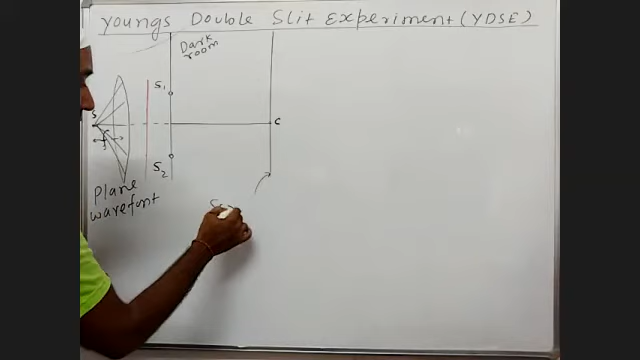 Youngs Double Slit Experiment (YDSE)
Dark
room
S1
S
f
C
S2
Plane
wavefont